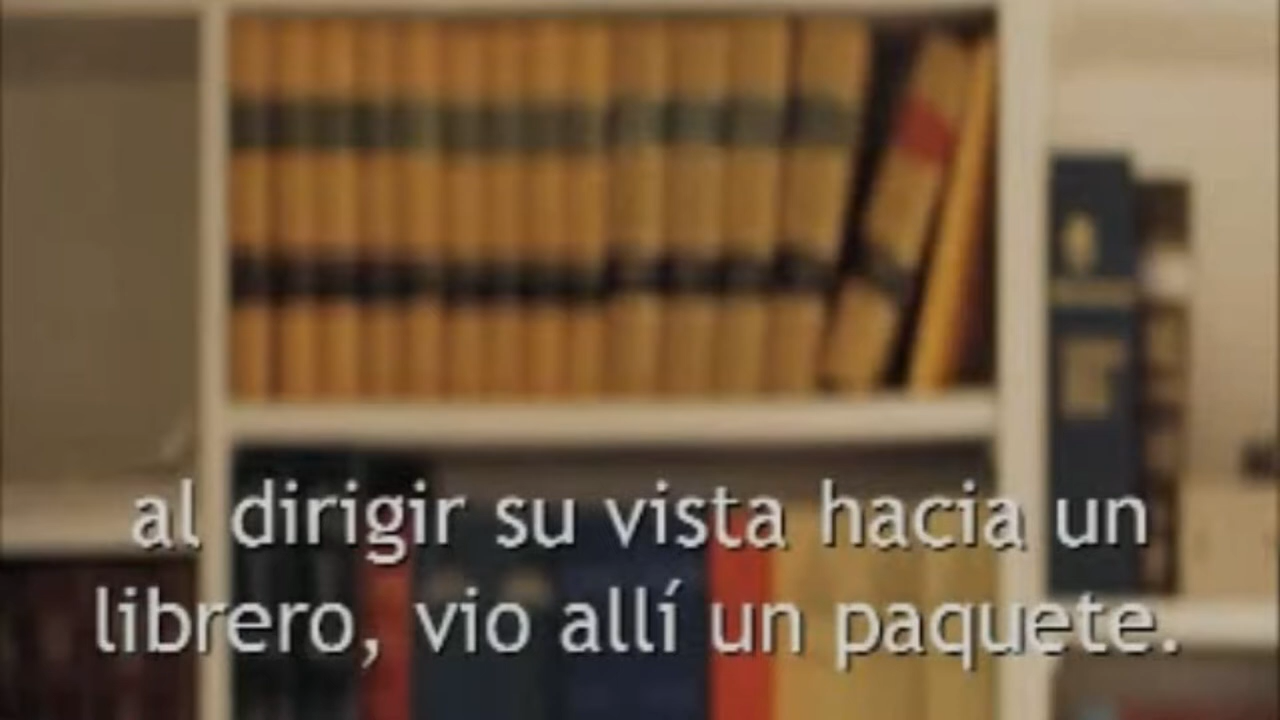 al dirigir su vista hacia un
librero, vio allí un paquete.